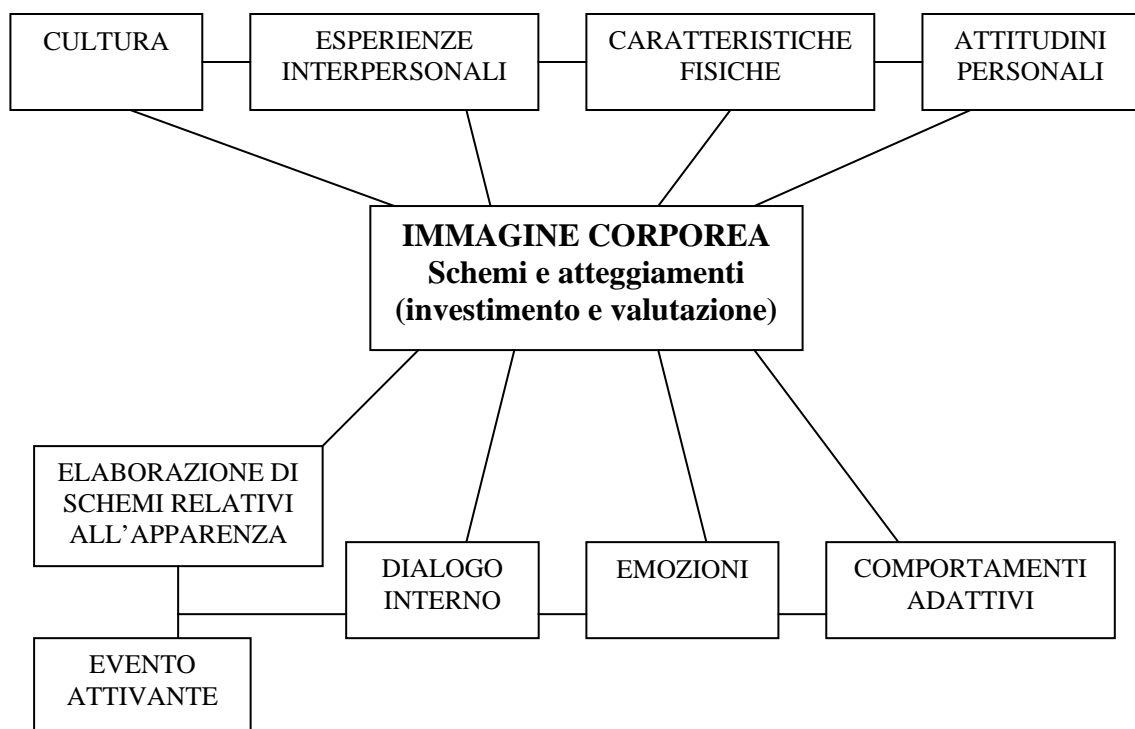 CULTURA
ESPERIENZE
INTERPERSONALI
CARATTERISTICHE
FISICHE
ATTITUDINI
PERSONALI
IMMAGINE CORPOREA
Schemi e atteggiamenti
(investimento e valutazione)
ELABORAZIONE DI
SCHEMI RELATIVI
ALL’APPARENZA
DIALOGO
INTERNO
EMOZIONI
COMPORTAMENTI
ADATTIVI
EVENTO
ATTIVANTE